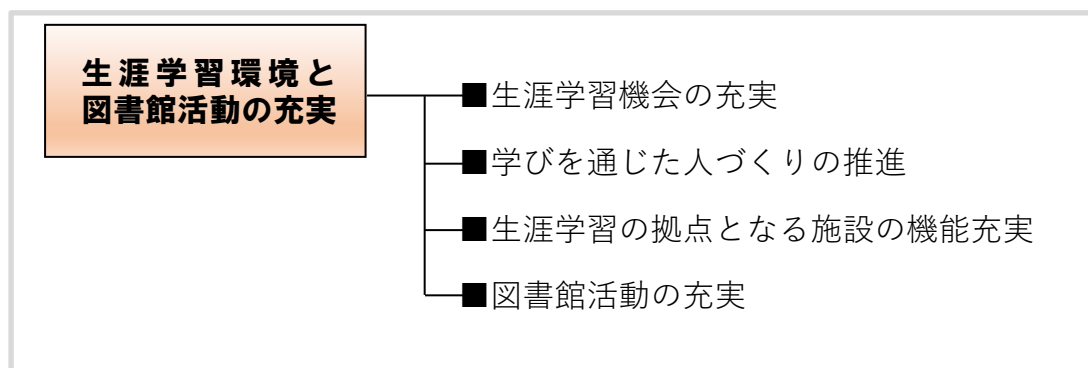 生涯学習環境と
図書館活動の充実
■生涯学習機会の充実
■学びを通じた人づくりの推進
■生涯学習の拠点となる施設の機能充実
■図書館活動の充実